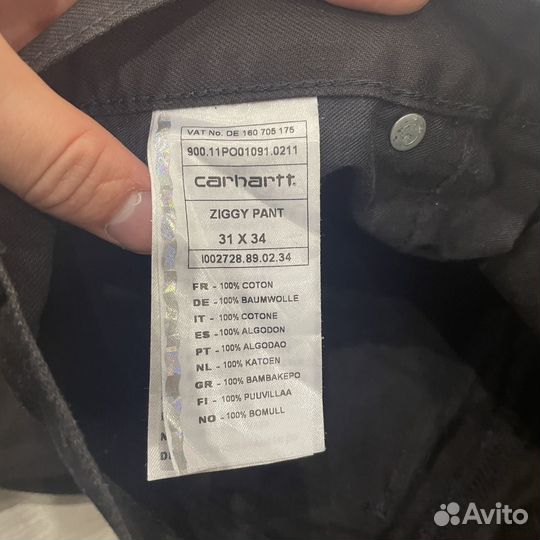 VAT No. DE 160 705 175
900.11PO01091.0211
carhartt.
ZIGGY PANT
31 X 34
I002728.89.02.34
FR - 100% COTON
DE - 100% BAUMWOLLE
IT - 100% COTONE
ES - 100% ALGODON
PT - 100% ALGODAO
NL - 100% KATOEN
GR - 100% BAMBAKEPO
FI - 100% PUUVILLAA
NO - 100% BOMULL
Avito